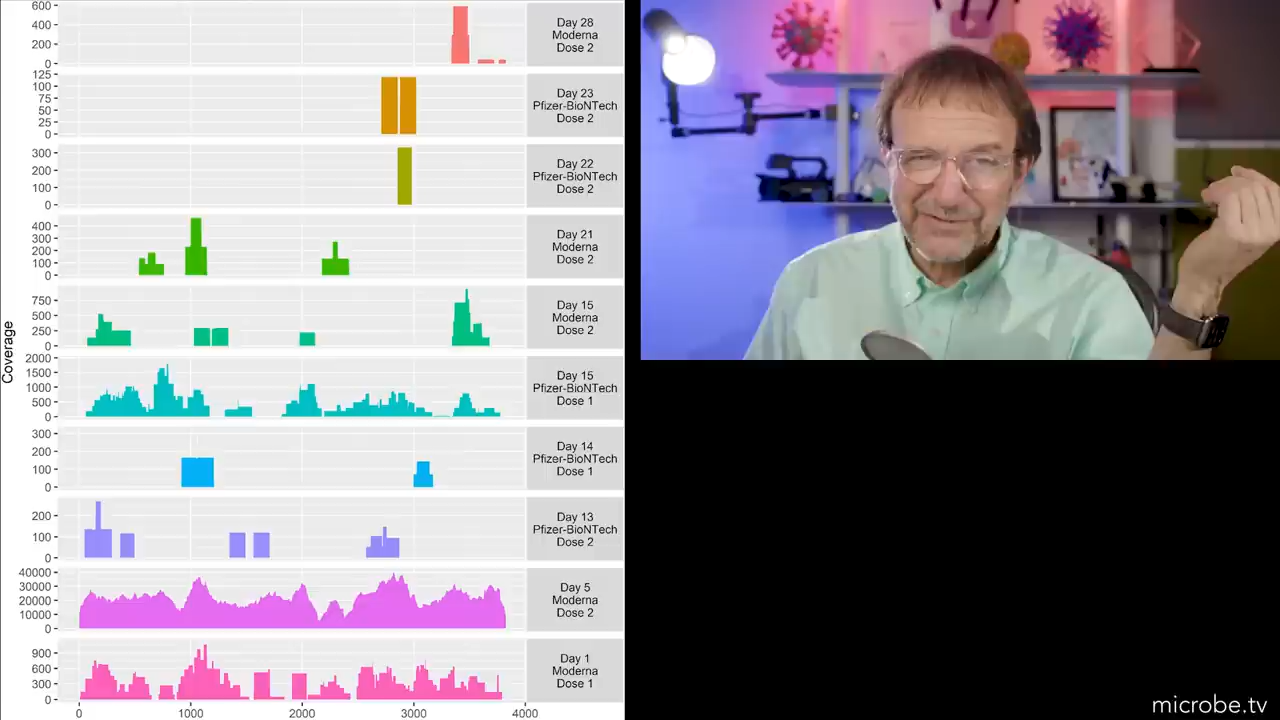 600
400
200
0
Day 28
Moderna
Dose 2
125
100
75
50
25
0
Day 23
Pfizer-BioNTech
Dose 2
300
200
100
0
Day 22
Pfizer-BioNTech
Dose 2
400
300
200
100
0
Day 21
Moderna
Dose 2
750
500
250
0
Day 15
Moderna
Dose 2
2000
1500
1000
500
0
Day 15
Pfizer-BioNTech
Dose 1
300
200
100
0
Day 14
Pfizer-BioNTech
Dose 1
200
100
0
Day 13
Pfizer-BioNTech
Dose 2
40000
30000
20000
10000
0
Day 5
Moderna
Dose 2
900
600
300
0
Day 1
Moderna
Dose 1
0 1000 2000 3000 4000
Coverage
microbe.tv